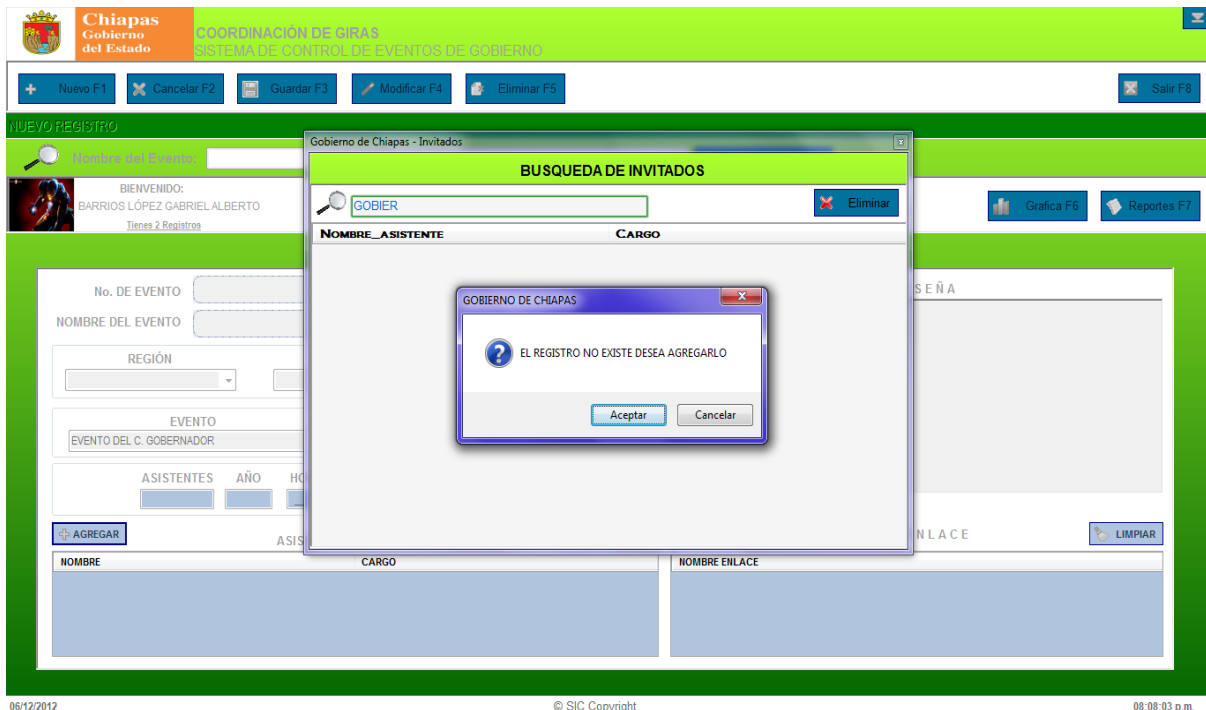 Chiapas
Gobierno
del Estado
COORDINACIÓN DE GIRAS
SISTEMA DE CONTROL DE EVENTOS DE GOBIERNO
Nuevo F1
Cancelar F2
Guardar F3
Modificar F4
Eliminar F5
Salir F8
NUEVO REGISTRO
Nombre del Evento:
BIENVENIDO:
BARRIOS LÓPEZ GABRIEL ALBERTO
Tienes 2 Registros
Grafica F6
Reportes F7
Gobierno de Chiapas - Invitados
BUSQUEDA DE INVITADOS
GOBIER
Eliminar
NOMBRE_ASISTENTE CARGO
GOBIERNO DE CHIAPAS
EL REGISTRO NO EXISTE DESEA AGREGARLO
Aceptar
Cancelar
No. DE EVENTO
NOMBRE DEL EVENTO
REGIÓN
EVENTO
EVENTO DEL C. GOBERNADOR
ASISTENTES AÑO HO
SEÑA
AGREGAR
ASIS
NLACE
LIMPIAR
NOMBRE CARGO
NOMBRE ENLACE
06/12/2012
© SIC Copyright
08:08:03 p.m.